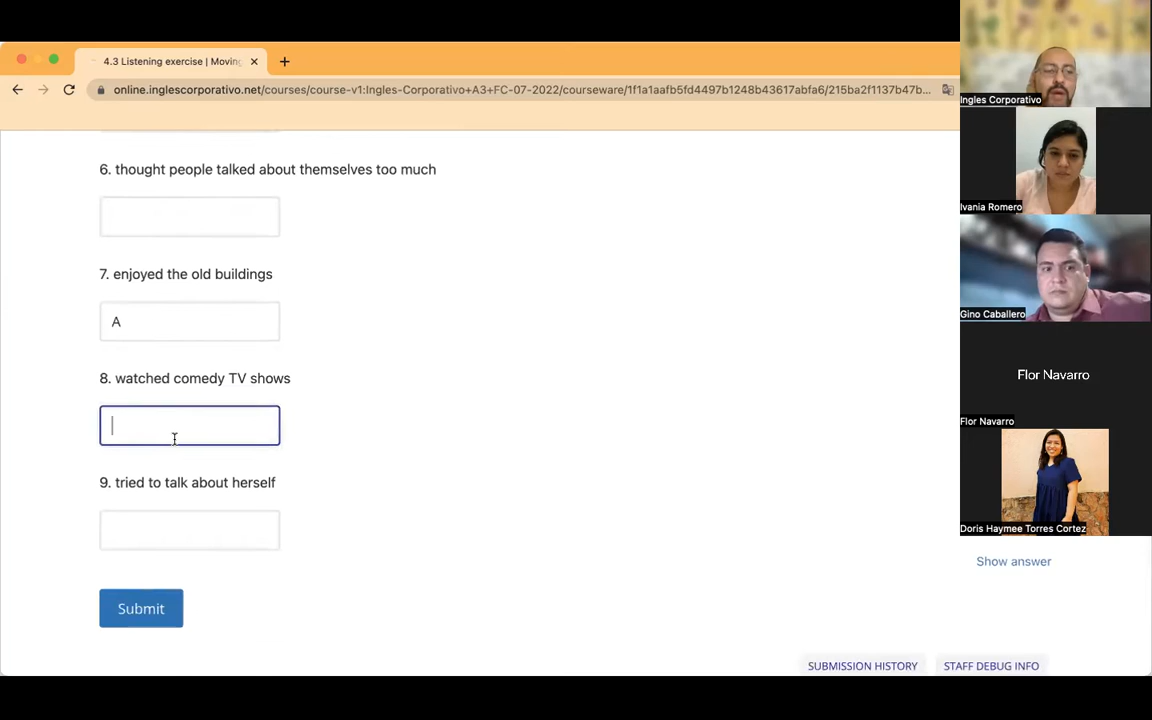 4.3 Listening exercise | Moving
online.inglescorporativo.net/courses/course-v1:Ingles-Corporativo+A3+FC-07-2022/courseware/1f1a1aafb5fd4497b1248b43617abfa6/215ba2f1137b47b...
6. thought people talked about themselves too much
7. enjoyed the old buildings
A
8. watched comedy TV shows
9. tried to talk about herself
Submit
Show answer
SUBMISSION HISTORY
STAFF DEBUG INFO
Ingles Corporativo
Ivania Romero
Gino Caballero
Flor Navarro
Flor Navarro
Doris Haymee Torres Cortez